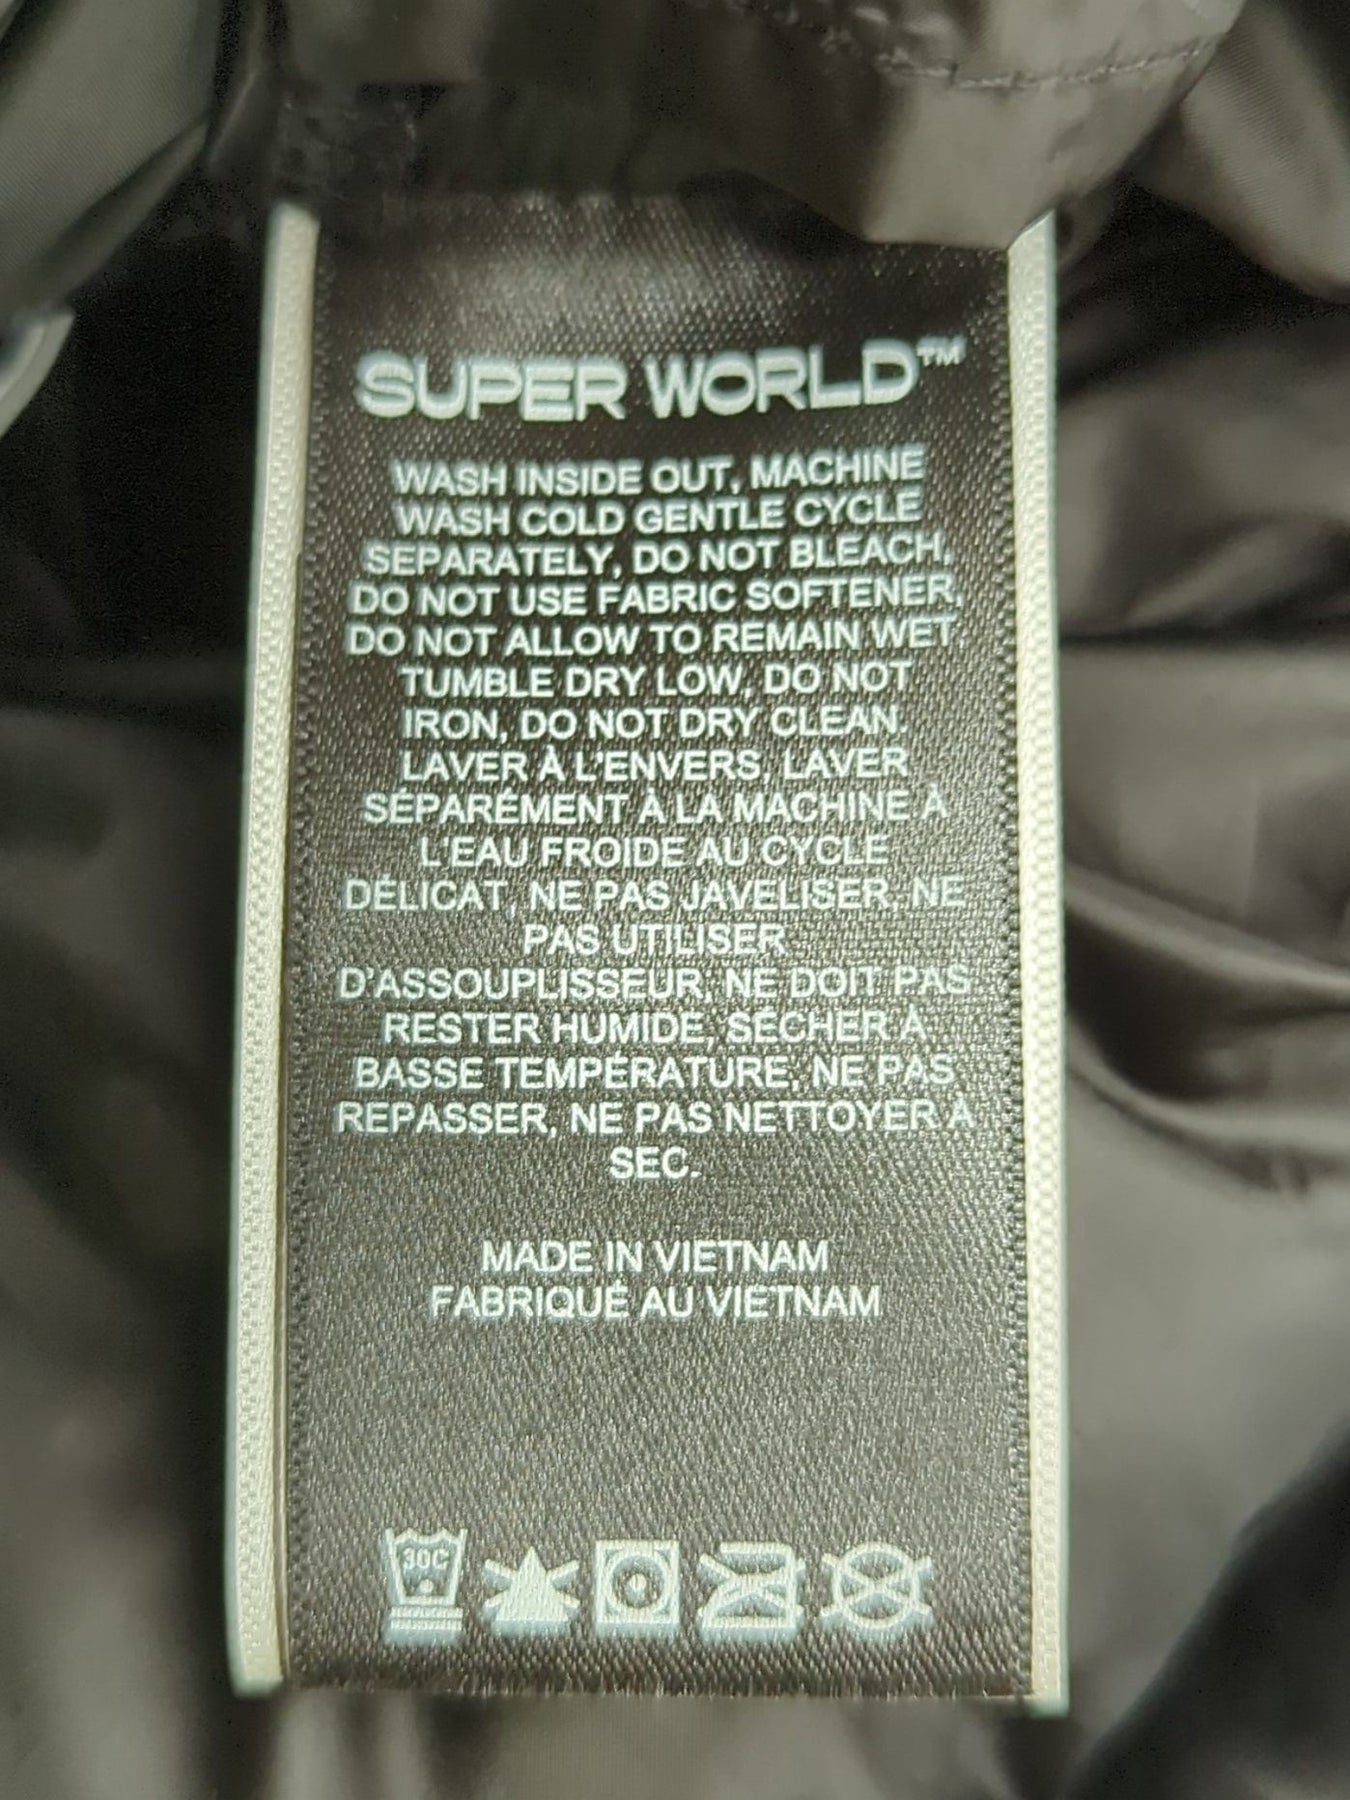 SUPER WORLD™
WASH INSIDE OUT, MACHINE
WASH COLD GENTLE CYCLE
SEPARATELY, DO NOT BLEACH,
DO NOT USE FABRIC SOFTENER,
DO NOT ALLOW TO REMAIN WET,
TUMBLE DRY LOW, DO NOT
IRON, DO NOT DRY CLEAN.
LAVER À L'ENVERS, LAVER
SÉPARÉMENT À LA MACHINE À
L'EAU FROIDE AU CYCLE
DÉLICAT, NE PAS JAVELISER, NE
PAS UTILISER
D'ASSOUPLISSEUR, NE DOIT PAS
RESTER HUMIDE, SÉCHER À
BASSE TEMPÉRATURE, NE PAS
REPASSER, NE PAS NETTOYER À
SEC.
MADE IN VIETNAM
FABRIQUÉ AU VIETNAM
30C